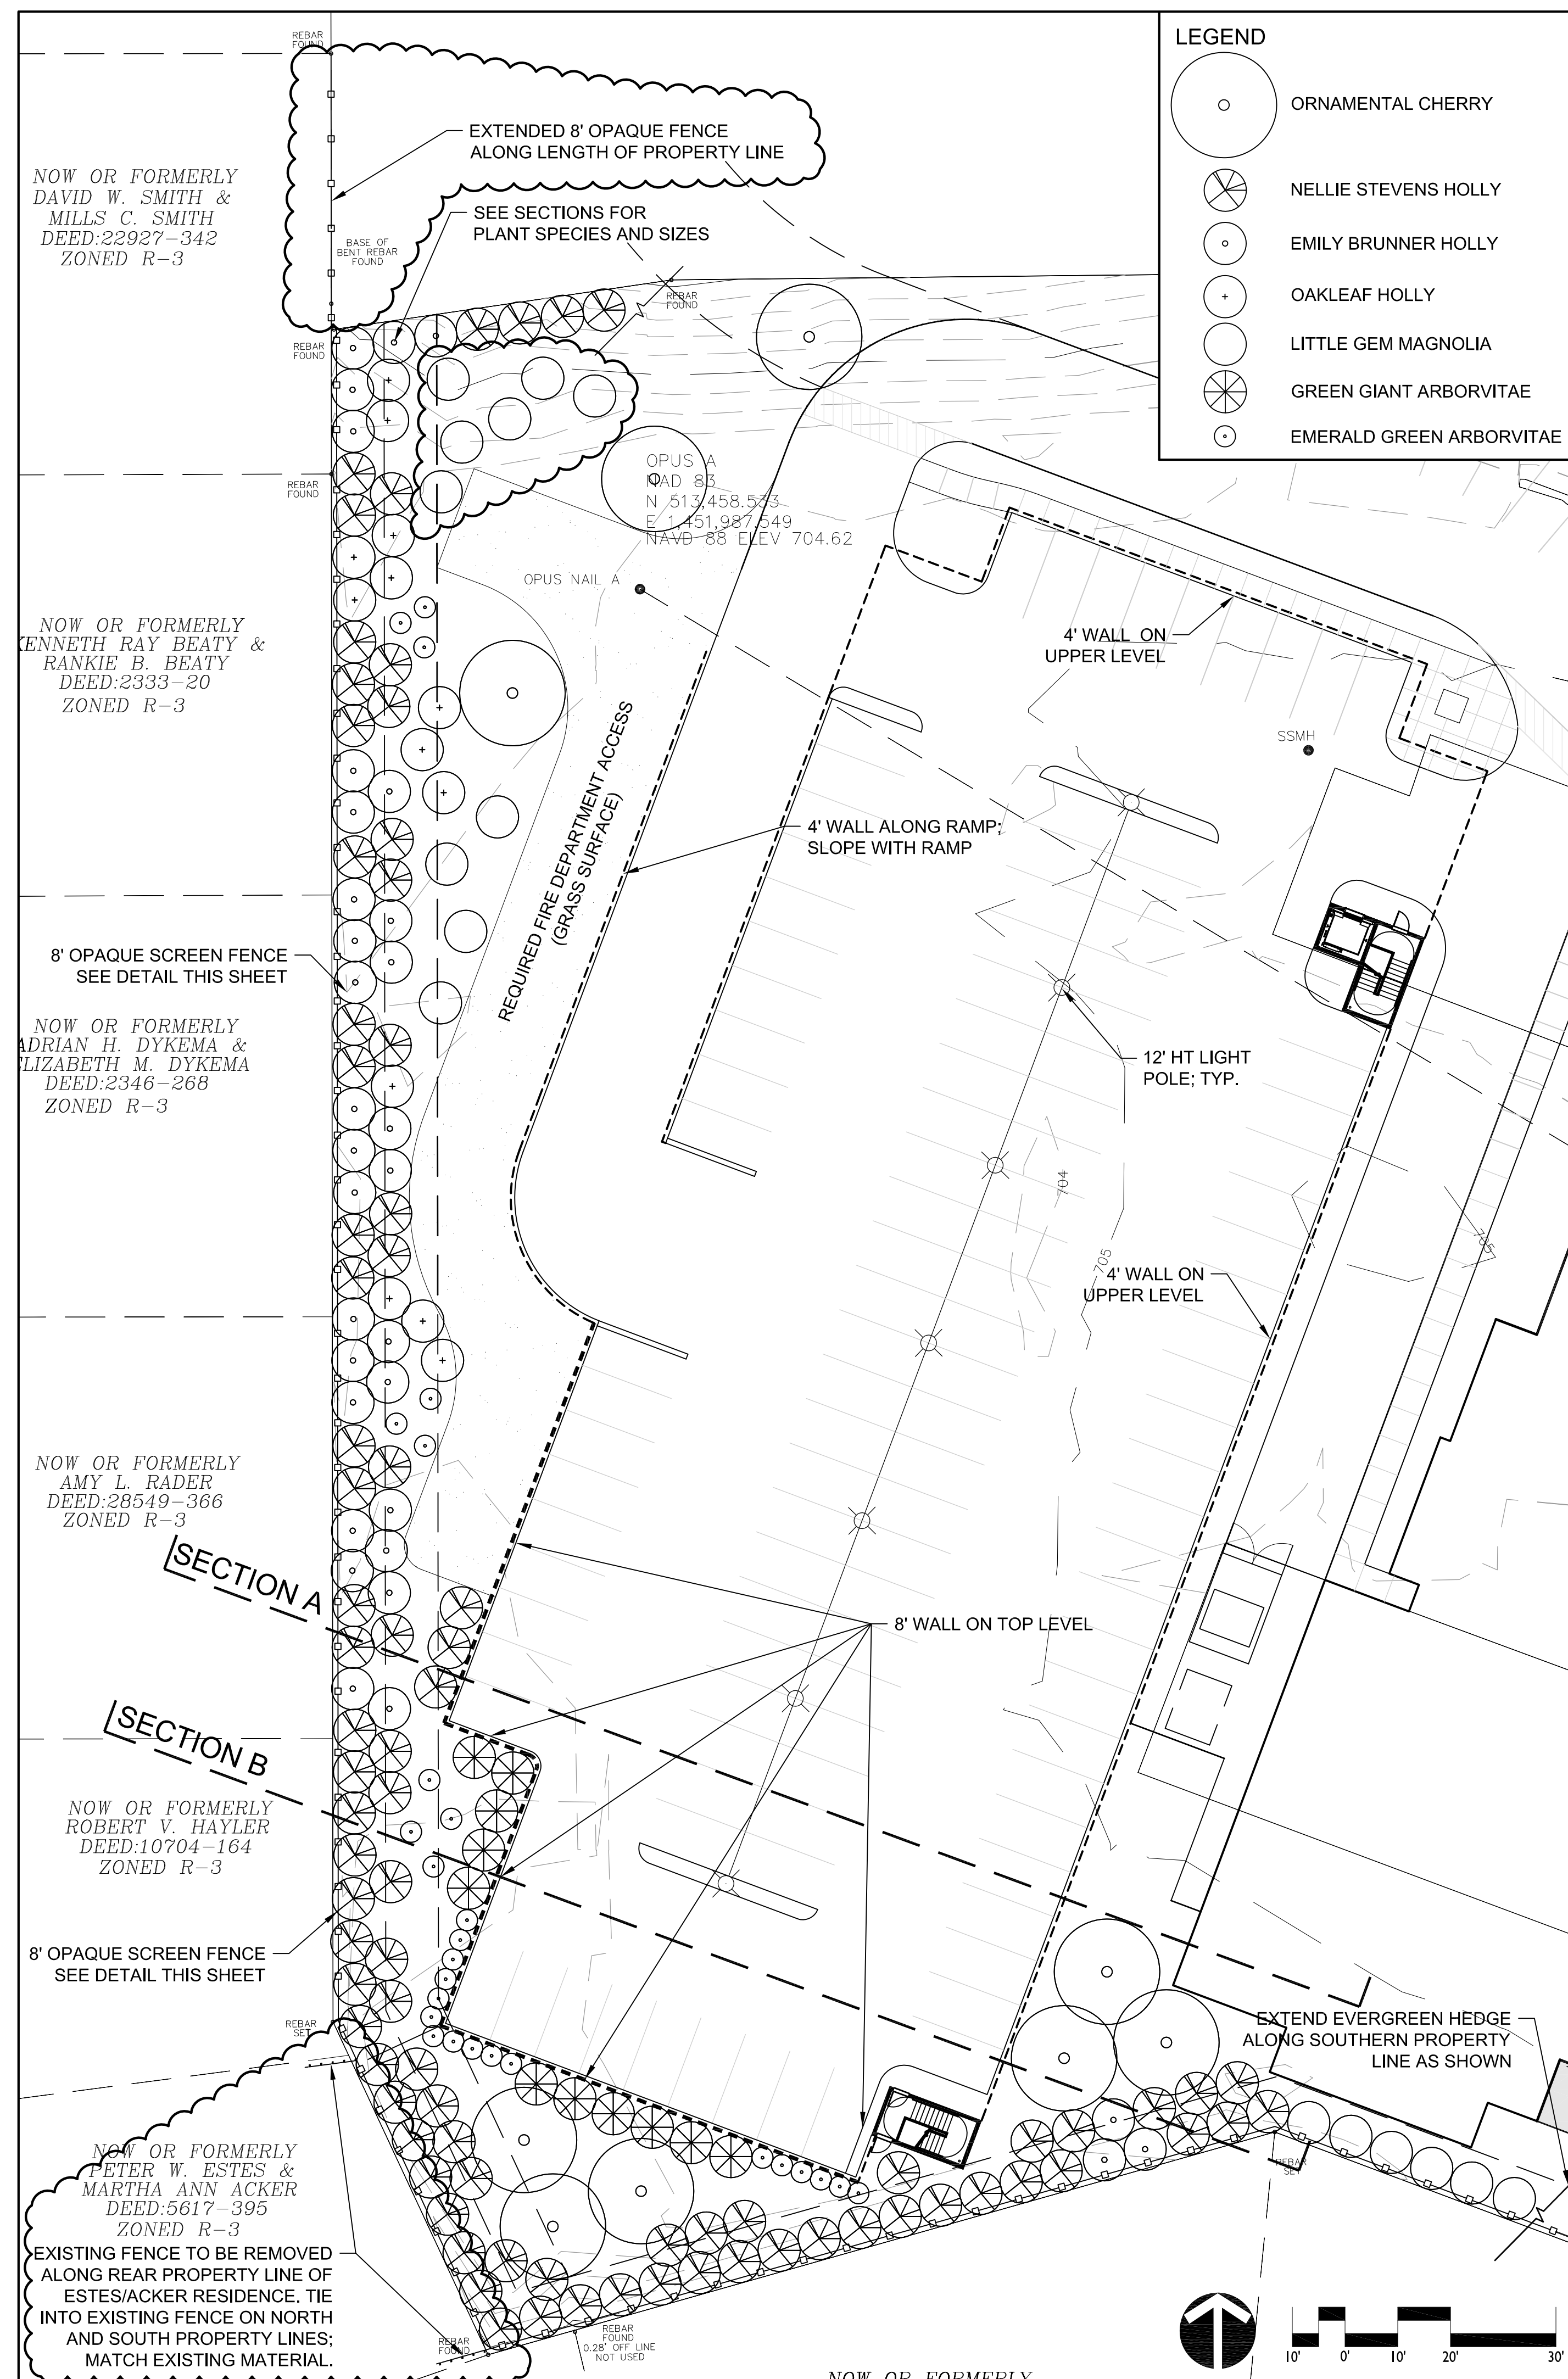 LEGEND
ORNAMENTAL CHERRY
NELLIE STEVENS HOLLY
EMILY BRUNNER HOLLY
OAKLEAF HOLLY
LITTLE GEM MAGNOLIA
GREEN GIANT ARBORVITAE
EMERALD GREEN ARBORVITAE
REBAR
FOUND
EXTENDED 8' OPAQUE FENCE
ALONG LENGTH OF PROPERTY LINE
NOW OR FORMERLY
DAVID W. SMITH &
MILLS C. SMITH
DEED:22927-342
ZONED R-3
SEE SECTIONS FOR
PLANT SPECIES AND SIZES
BASE OF
BENT REBAR
FOUND
REBAR
FOUND
REBAR
FOUND
REBAR
FOUND
OPUS A
NAD 83
N 513,458.533
E 1,451,987.549
NAVD 88 ELEV 704.62
OPUS NAIL A
NOW OR FORMERLY
KENNETH RAY BEATY &
RANKIE B. BEATY
DEED:2333-20
ZONED R-3
4' WALL ON
UPPER LEVEL
SSMH
REQUIRED FIRE DEPARTMENT ACCESS
(GRASS SURFACE)
4' WALL ALONG RAMP;
SLOPE WITH RAMP
8' OPAQUE SCREEN FENCE
SEE DETAIL THIS SHEET
NOW OR FORMERLY
ADRIAN H. DYKEMA &
ELIZABETH M. DYKEMA
DEED:2346-268
ZONED R-3
12' HT LIGHT
POLE; TYP.
704
705
705
4' WALL ON
UPPER LEVEL
NOW OR FORMERLY
AMY L. RADER
DEED:28549-366
ZONED R-3
SECTION A
8' WALL ON TOP LEVEL
SECTION B
NOW OR FORMERLY
ROBERT V. HAYLER
DEED:10704-164
ZONED R-3
8' OPAQUE SCREEN FENCE
SEE DETAIL THIS SHEET
REBAR
SET
EXTEND EVERGREEN HEDGE
ALONG SOUTHERN PROPERTY
LINE AS SHOWN
NOW OR FORMERLY
PETER W. ESTES &
MARTHA ANN ACKER
DEED:5617-395
ZONED R-3
REBAR
SET
EXISTING FENCE TO BE REMOVED
ALONG REAR PROPERTY LINE OF
ESTES/ACKER RESIDENCE. TIE
INTO EXISTING FENCE ON NORTH
AND SOUTH PROPERTY LINES;
MATCH EXISTING MATERIAL.
REBAR
FOUND
REBAR
FOUND
0.28' OFF LINE
NOT USED
10' 0' 10' 20' 30'
NOW OR FORMERLY